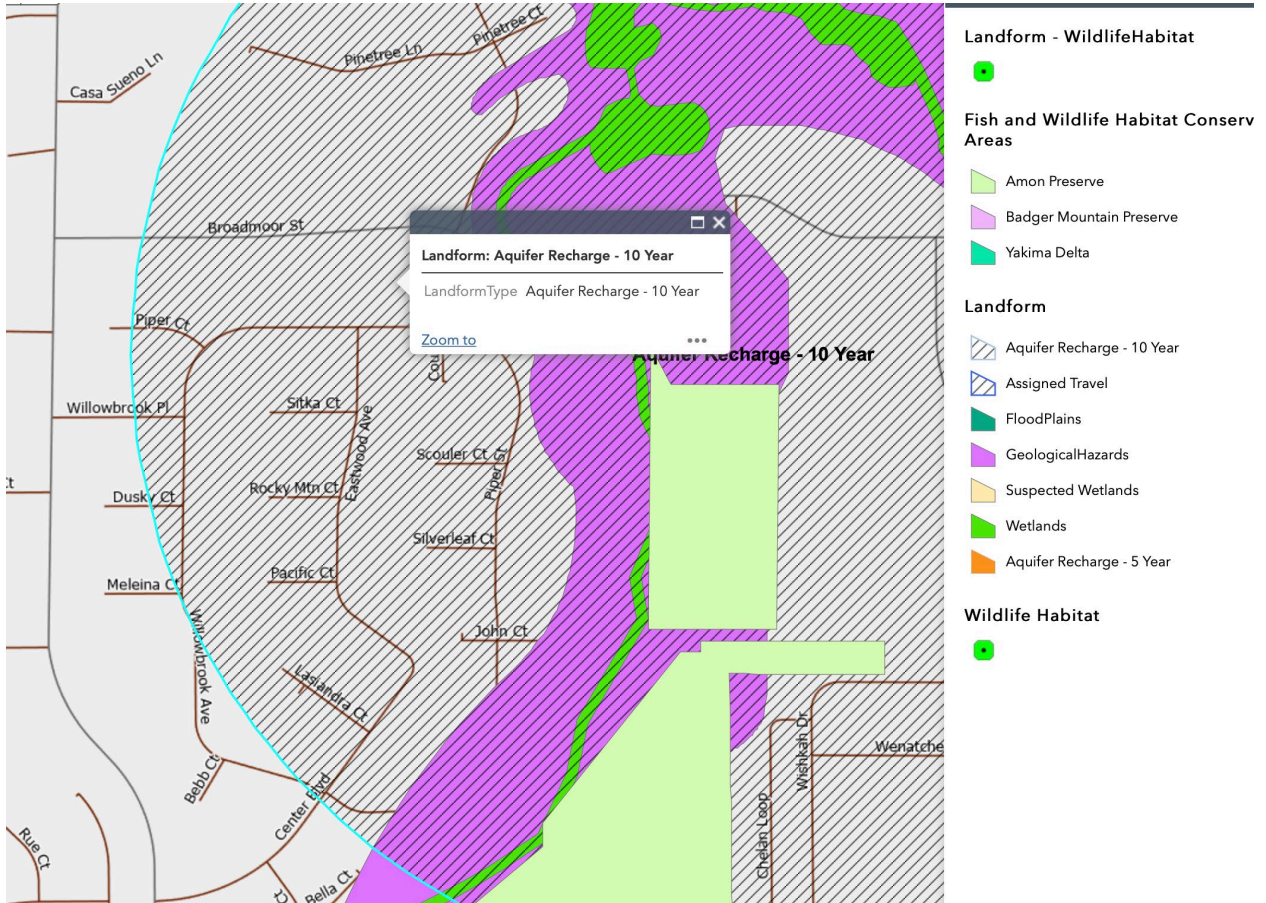 Pinetree Ct
Pinetree Ln
Casa Sueno Ln
Broadmoor St
Landform: Aquifer Recharge - 10 Year
LandformType Aquifer Recharge - 10 Year
Zoom to
Aquifer Recharge - 10 Year
Piper Ct
Cou
Willowbrook Pl
Sitka Ct
Eastwood Ave
Scouler Ct
Piper St
Rocky Mtn Ct
Ct
Dusky Ct
Silverleaf Ct
Pacific Ct
Meleina Ct
John Ct
Willowbrook Ave
Lasiandra Ct
Wishkah Dr
Wenatche
Bebb Ct
Center Blvd
Chelan Loop
Rue Ct
Bella Ct
Ct
Landform - WildlifeHabitat
Fish and Wildlife Habitat Conserv
Areas
Amon Preserve
Badger Mountain Preserve
Yakima Delta
Landform
Aquifer Recharge - 10 Year
Assigned Travel
FloodPlains
GeologicalHazards
Suspected Wetlands
Wetlands
Aquifer Recharge - 5 Year
Wildlife Habitat